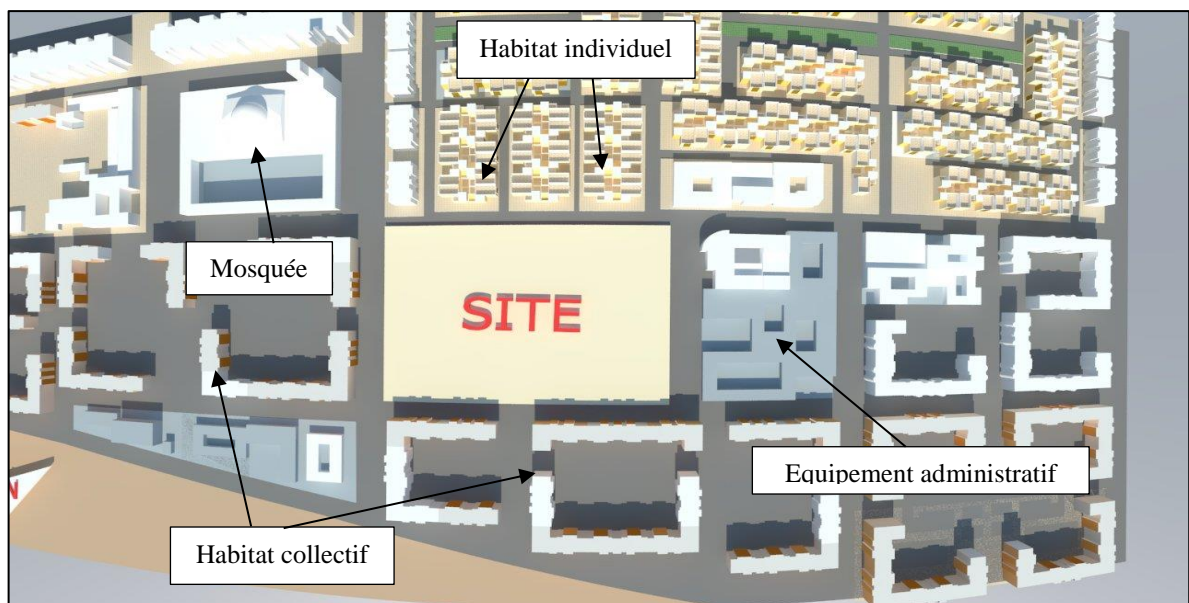 Habitat individuel
Mosquée
SITE
Equipement administratif
N
Habitat collectif